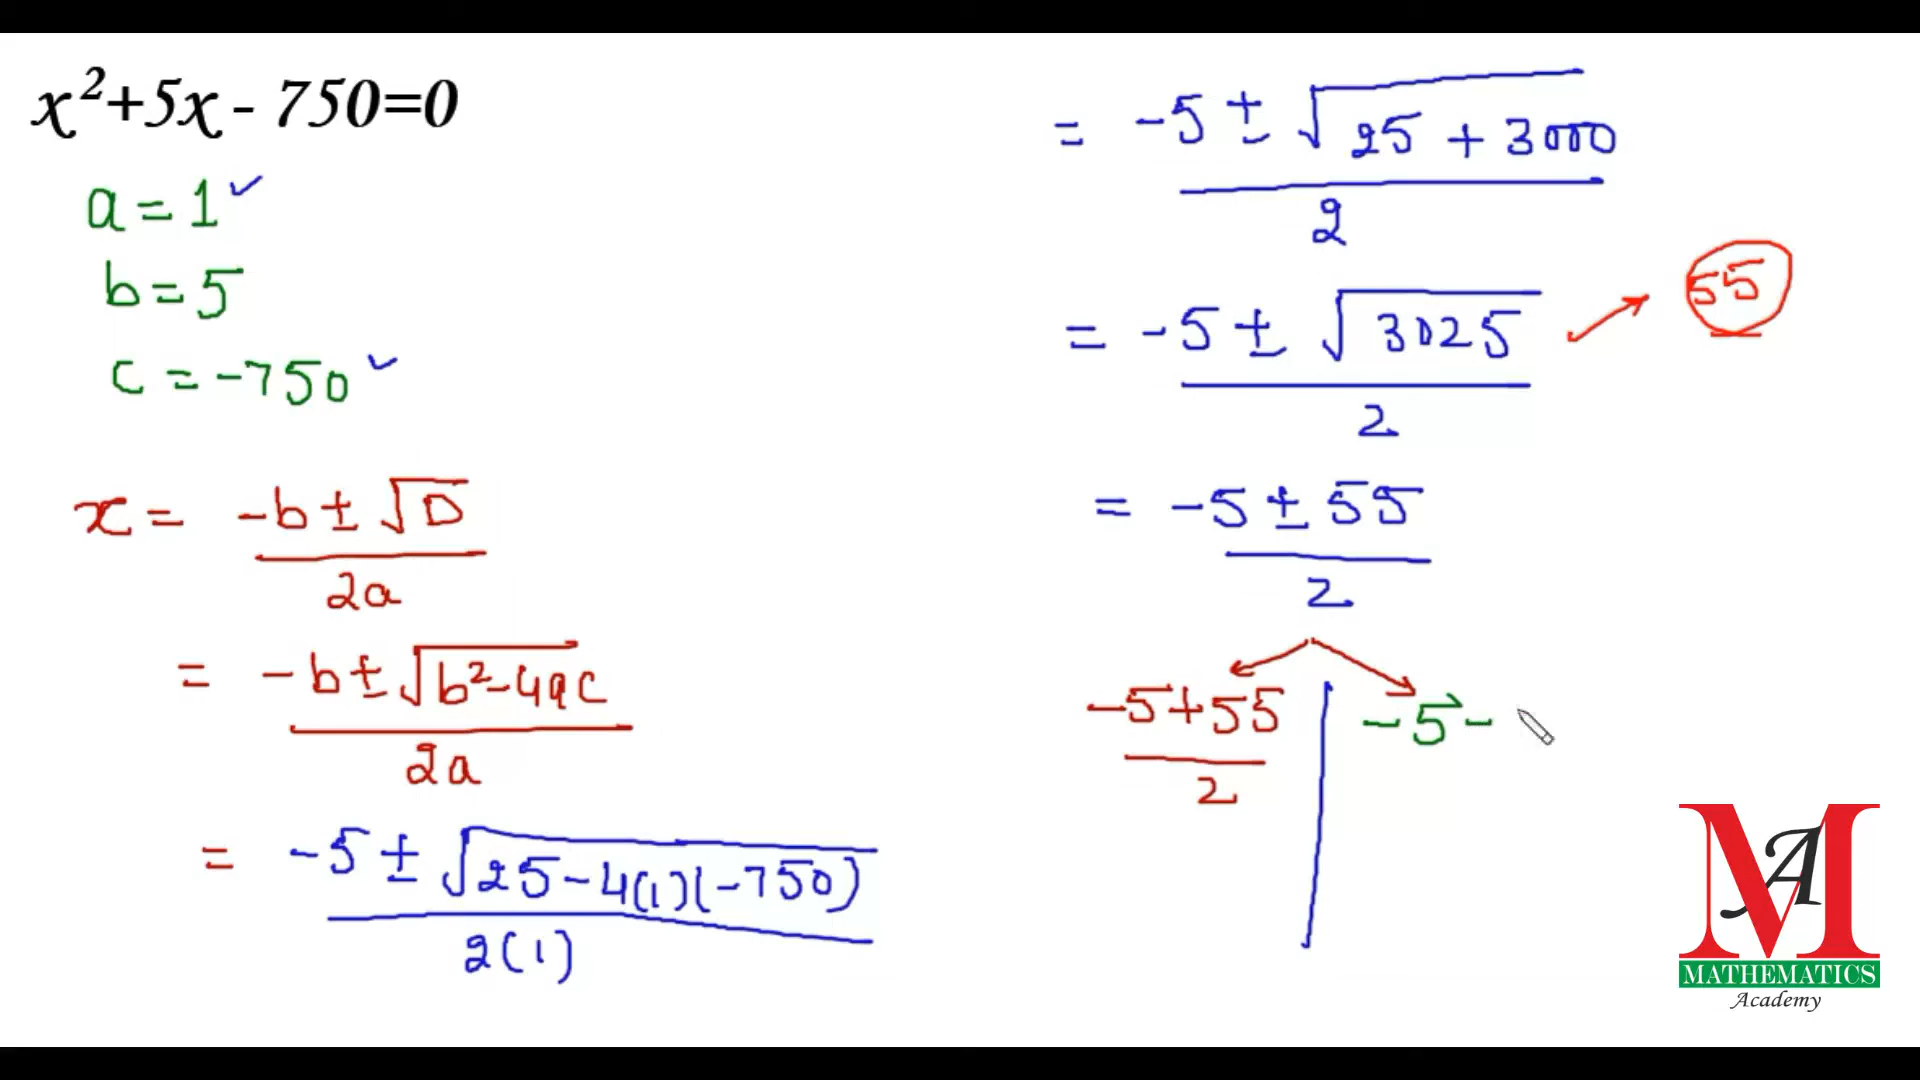 x²+5x - 750=0
a = 1 ✓
b = 5
c = -750 ✓
x = -b ± √D
2a
= -b ± √b²-4ac
2a
= -5 ± √25-4(1)(-750)
2(1)
= -5 ± √25 + 3000
2
= -5 ± √3025
55
2
= -5 ± 55
2
-5+55
2
-5-
MA
MATHEMATICS
Academy